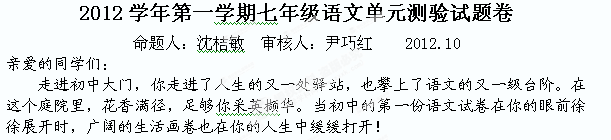 2012 学年第一学期七年级语文单元测验试题卷
命题人：沈桔敏 审核人：尹巧红 2012.10
亲爱的同学们：
走进初中大门，你走进了人生的又一处驿站，也攀上了语文的又一级台阶。在
这个庭院里，花香满径，足够你采英撷华。当初中的第一份语文试卷在你的眼前徐
徐展开时，广阔的生活画卷也在你的人生中缓缓打开！